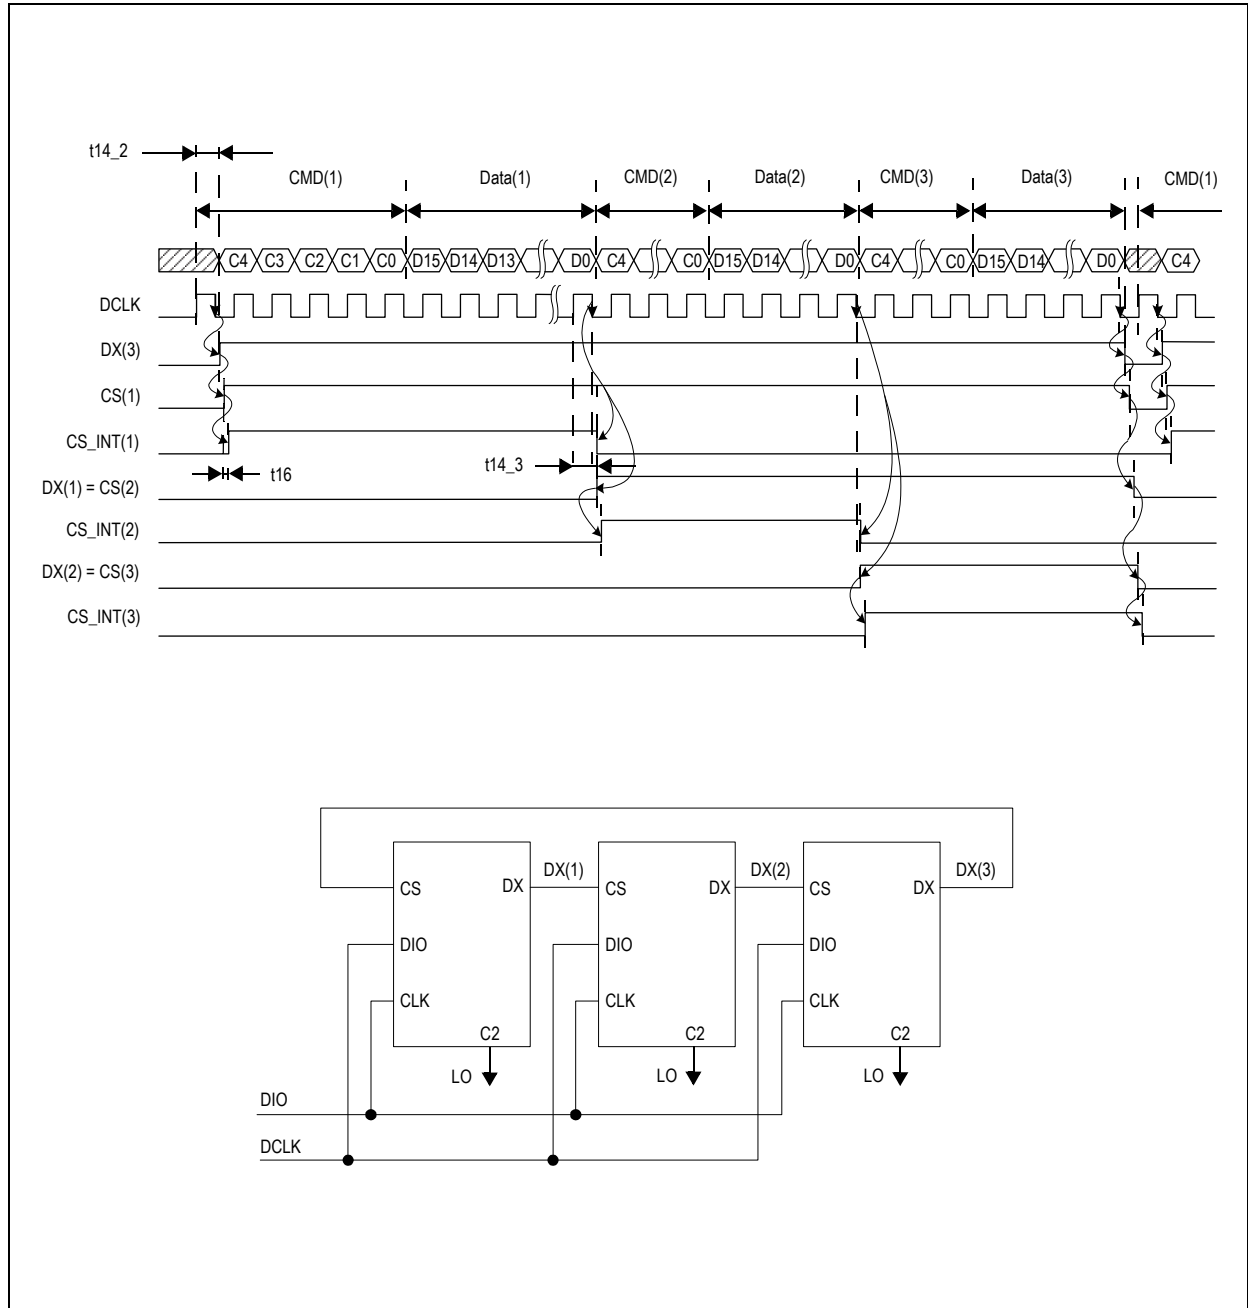 t14_2
CMD(1) Data(1) CMD(2) Data(2) CMD(3) Data(3) CMD(1)
C4 C3 C2 C1 C0 D15 D14 D13 D0 C4 C0 D15 D14 D0 C4 C0 D15 D14 D0 C4
DCLK
DX(3)
CS(1)
CS_INT(1)
t14_3
t16
DX(1) = CS(2)
CS_INT(2)
DX(2) = CS(3)
CS_INT(3)
CS DX DX(1) CS DX DX(2) CS DX DX(3)
DIO DIO DIO
CLK CLK CLK
C2 C2 C2
LO LO LO
DIO
DCLK